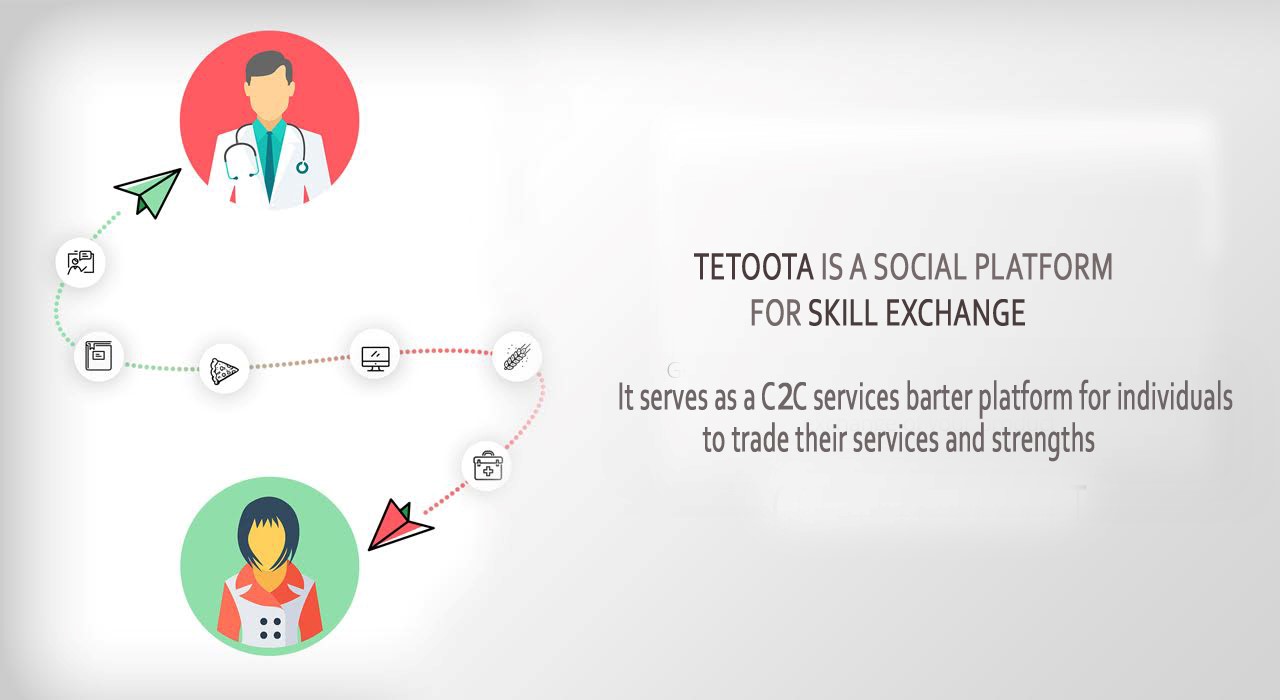 TETOOTA IS A SOCIAL PLATFORM
FOR SKILL EXCHANGE
It serves as a C2C services barter platform for individuals
to trade their services and strengths